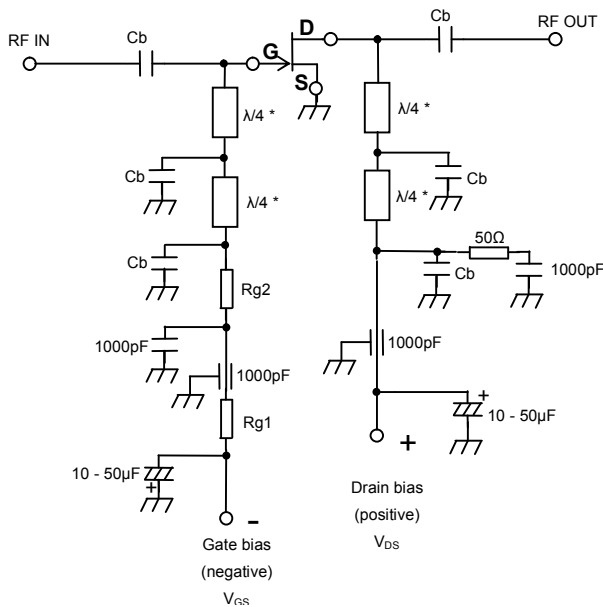 RF IN
Cb
G
D
S
Cb
RF OUT
λ/4 *
λ/4 *
Cb
Cb
λ/4 *
λ/4 *
50Ω
Cb
Cb
1000pF
Rg2
1000pF
1000pF
1000pF
Rg1
+
10 - 50µF
10 - 50µF
+
+
-
Drain bias
(positive)
VDS
Gate bias
(negative)
VGS